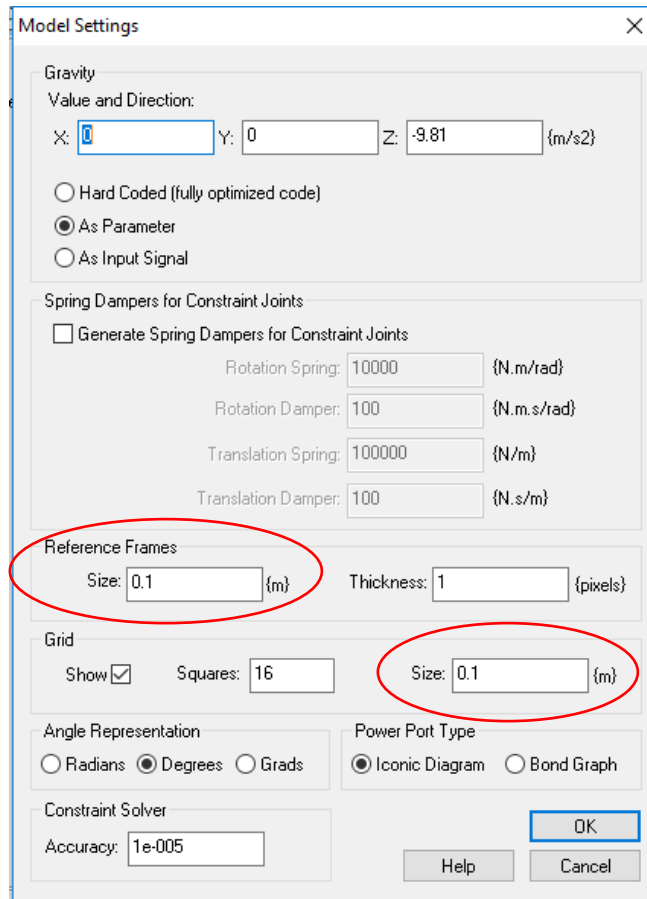 Model Settings
Gravity
Value and Direction:
X: 0 Y: 0 Z: -9.81 {m/s2}
Hard Coded (fully optimized code)
As Parameter
As Input Signal
Spring Dampers for Constraint Joints
Generate Spring Dampers for Constraint Joints
Rotation Spring: 10000 {N.m/rad}
Rotation Damper: 100 {N.m.s/rad}
Translation Spring: 100000 {N/m}
Translation Damper: 100 {N.s/m}
Reference Frames
Size: 0.1 {m} Thickness: 1 {pixels}
Grid
Show Squares: 16 Size: 0.1 {m}
Angle Representation Power Port Type
Radians Degrees Grads Iconic Diagram Bond Graph
Constraint Solver
Accuracy: 1e-005
OK
Help Cancel